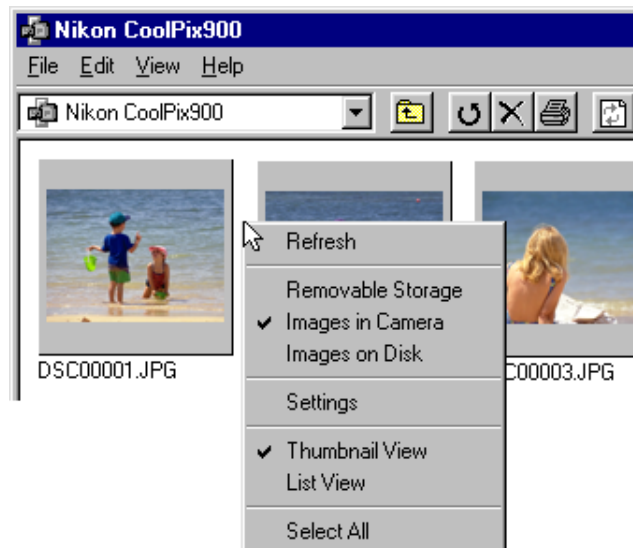 Nikon CoolPix900
File Edit View Help
Nikon CoolPix900
Refresh
Removable Storage
Images in Camera
Images on Disk
Settings
Thumbnail View
List View
Select All
DSC00001.JPG
C00003.JPG